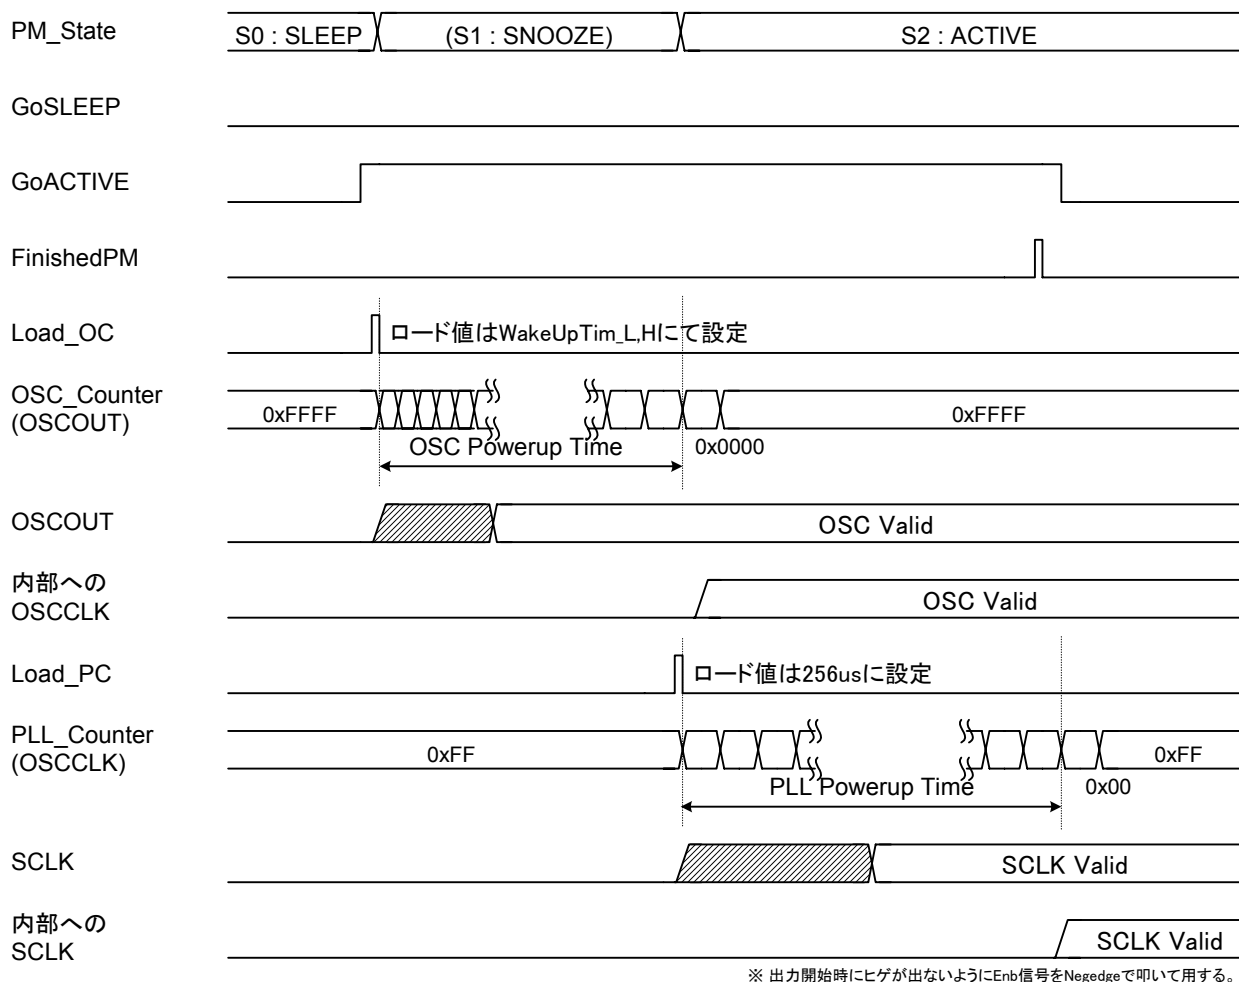 PM_State
S0 : SLEEP
(S1 : SNOOZE)
S2 : ACTIVE
GoSLEEP
GoACTIVE
FinishedPM
Load_OC
ロード値はWakeUpTim_L,Hにて設定
OSC_Counter
(OSCOUT)
0xFFFF
0xFFFF
OSC Powerup Time
0x0000
OSCOUT
OSC Valid
内部への
OSCCLK
OSC Valid
Load_PC
ロード値は256usに設定
PLL_Counter
(OSCCLK)
0xFF
0xFF
PLL Powerup Time
0x00
SCLK
SCLK Valid
内部への
SCLK
SCLK Valid
※ 出力開始時にヒゲが出ないようにEnb信号をNegedgeで叩いて用する。